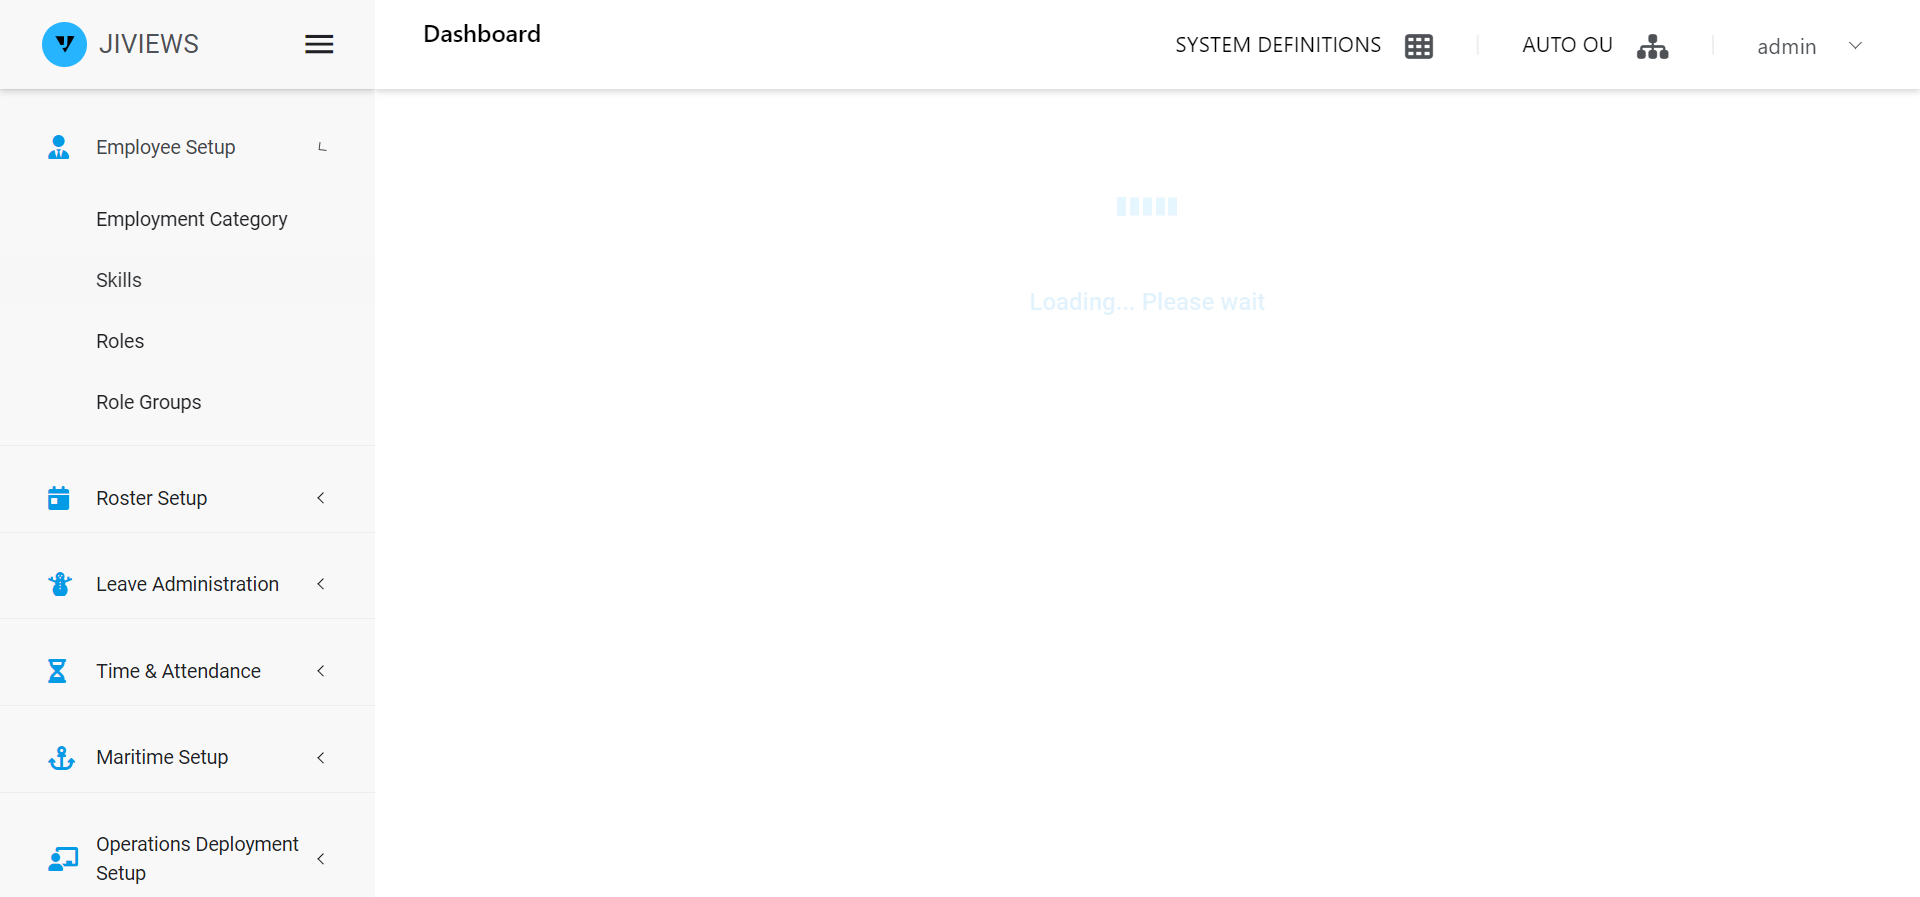 JIVIEWS
Dashboard
SYSTEM DEFINITIONS
AUTO OU
admin
Employee Setup
Employment Category
Skills
Roles
Role Groups
Roster Setup
Leave Administration
Time & Attendance
Maritime Setup
Operations Deployment
Setup
Loading... Please wait